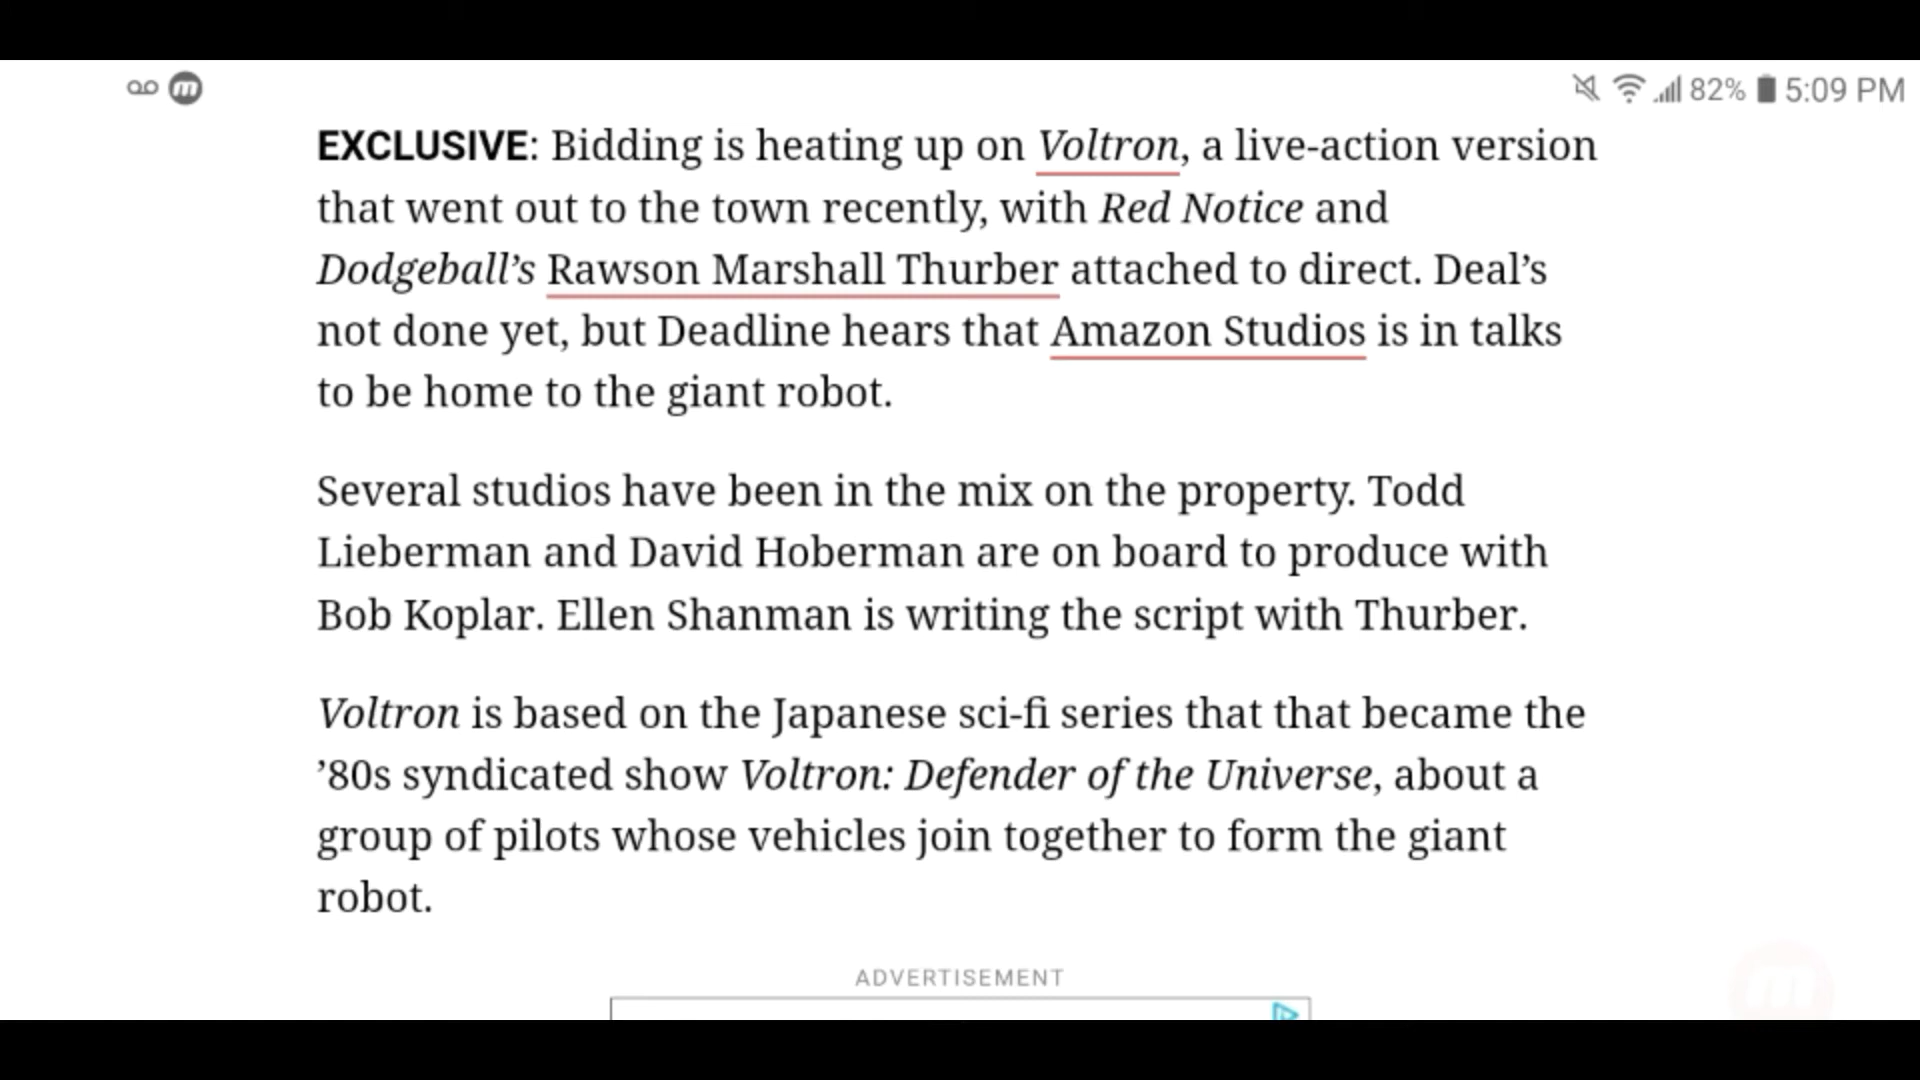 82% 5:09 PM
EXCLUSIVE: Bidding is heating up on Voltron, a live-action version
that went out to the town recently, with Red Notice and
Dodgeball’s Rawson Marshall Thurber attached to direct. Deal’s
not done yet, but Deadline hears that Amazon Studios is in talks
to be home to the giant robot.
Several studios have been in the mix on the property. Todd
Lieberman and David Hoberman are on board to produce with
Bob Koplar. Ellen Shanman is writing the script with Thurber.
Voltron is based on the Japanese sci-fi series that that became the
’80s syndicated show Voltron: Defender of the Universe, about a
group of pilots whose vehicles join together to form the giant
robot.
ADVERTISEMENT